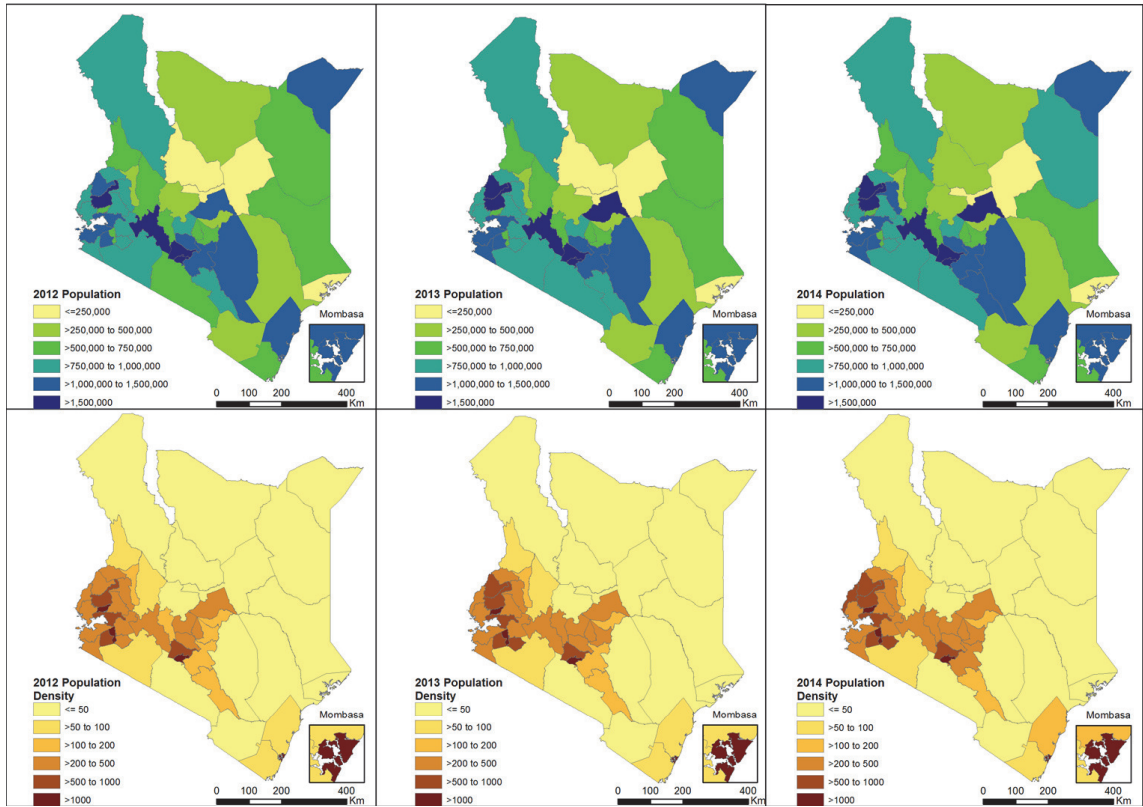 2012 Population
<=250,000
>250,000 to 500,000
>500,000 to 750,000
>750,000 to 1,000,000
>1,000,000 to 1,500,000
>1,500,000
Mombasa
0 100 200 400
Km
2013 Population
<=250,000
>250,000 to 500,000
>500,000 to 750,000
>750,000 to 1,000,000
>1,000,000 to 1,500,000
>1,500,000
Mombasa
0 100 200 400
Km
2014 Population
<=250,000
>250,000 to 500,000
>500,000 to 750,000
>750,000 to 1,000,000
>1,000,000 to 1,500,000
>1,500,000
Mombasa
0 100 200 400
Km
2012 Population
Density
<= 50
>50 to 100
>100 to 200
>200 to 500
>500 to 1000
>1000
Mombasa
0 100 200 400
Km
2013 Population
Density
<= 50
>50 to 100
>100 to 200
>200 to 500
>500 to 1000
>1000
Mombasa
0 100 200 400
Km
2014 Population
Density
<= 50
>50 to 100
>100 to 200
>200 to 500
>500 to 1000
>1000
Mombasa
0 100 200 400
Km